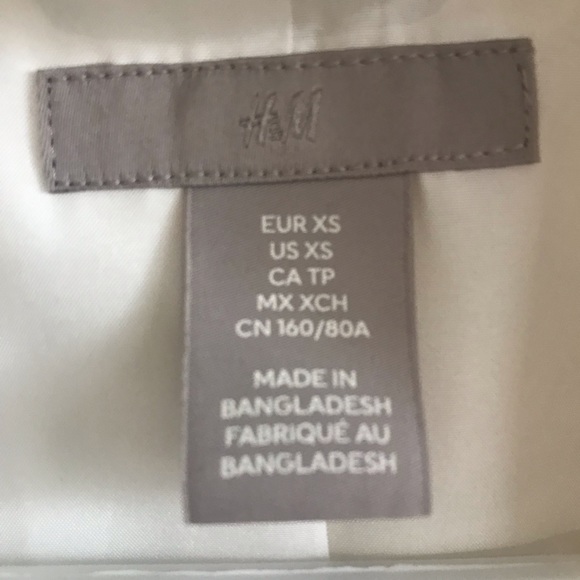 H&M
EUR XS
US XS
CA TP
MX XCH
CN 160/80A
MADE IN
BANGLADESH
FABRIQUÉ AU
BANGLADESH